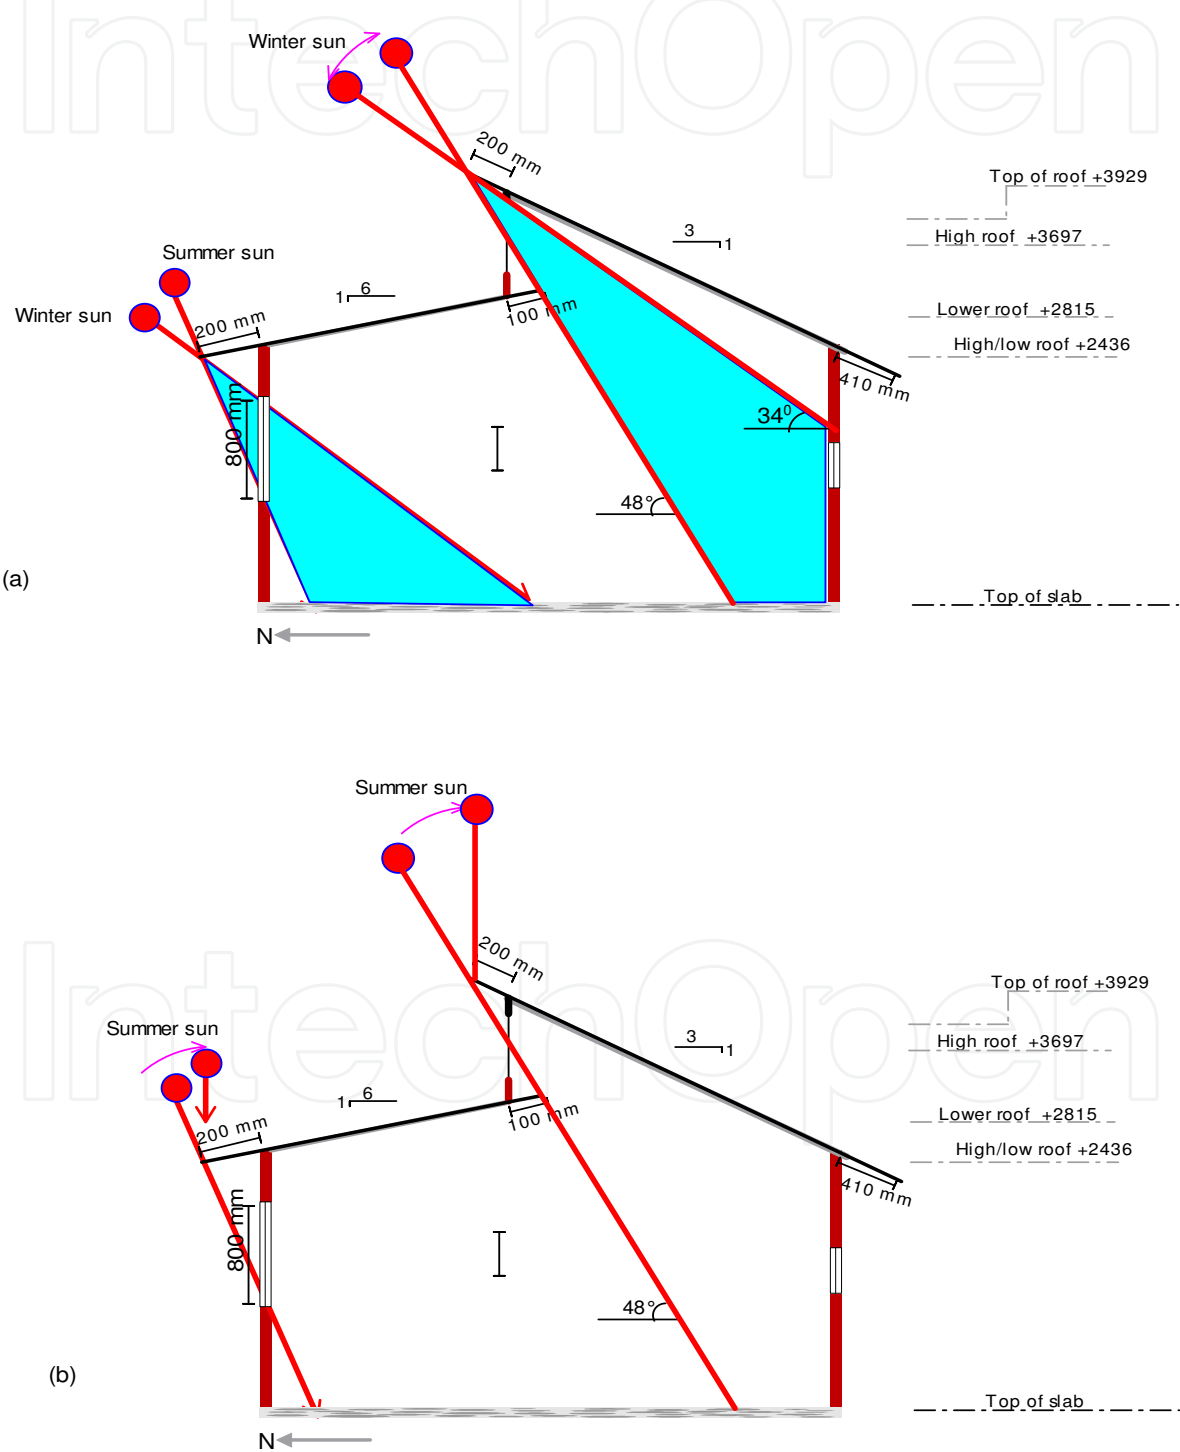 IntechOpen
Winter sun
200 mm
Top of roof +3929
3
1
High roof +3697
Summer sun
Winter sun
1 6
200 mm
100 mm
Lower roof +2815
High/low roof +2436
410 mm
800 mm
34⁰
48°
(a)
Top of slab
N
Summer sun
IntechOpen
200 mm
Top of roof +3929
Summer sun
3
1
High roof +3697
1 6
200 mm
100 mm
Lower roof +2815
High/low roof +2436
410 mm
800 mm
48°
(b)
Top of slab
N